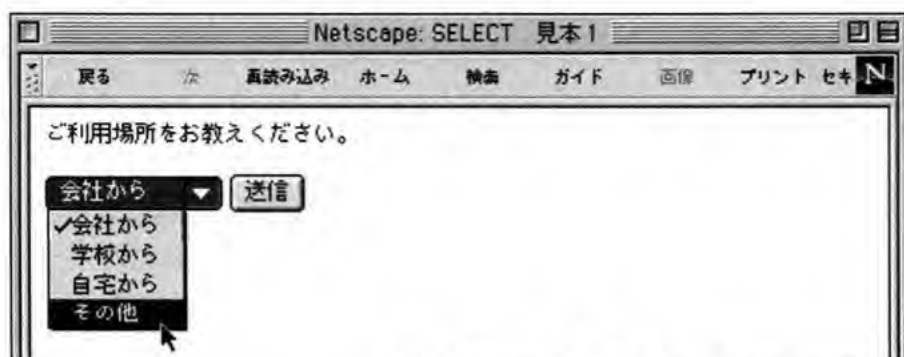 Netscape: SELECT 見本1
戻る 次 再読み込み ホーム 検索 ガイド 画像 プリント セキ N
ご利用場所をお教えください。
会社から 送信
✓会社から
学校から
自宅から
その他